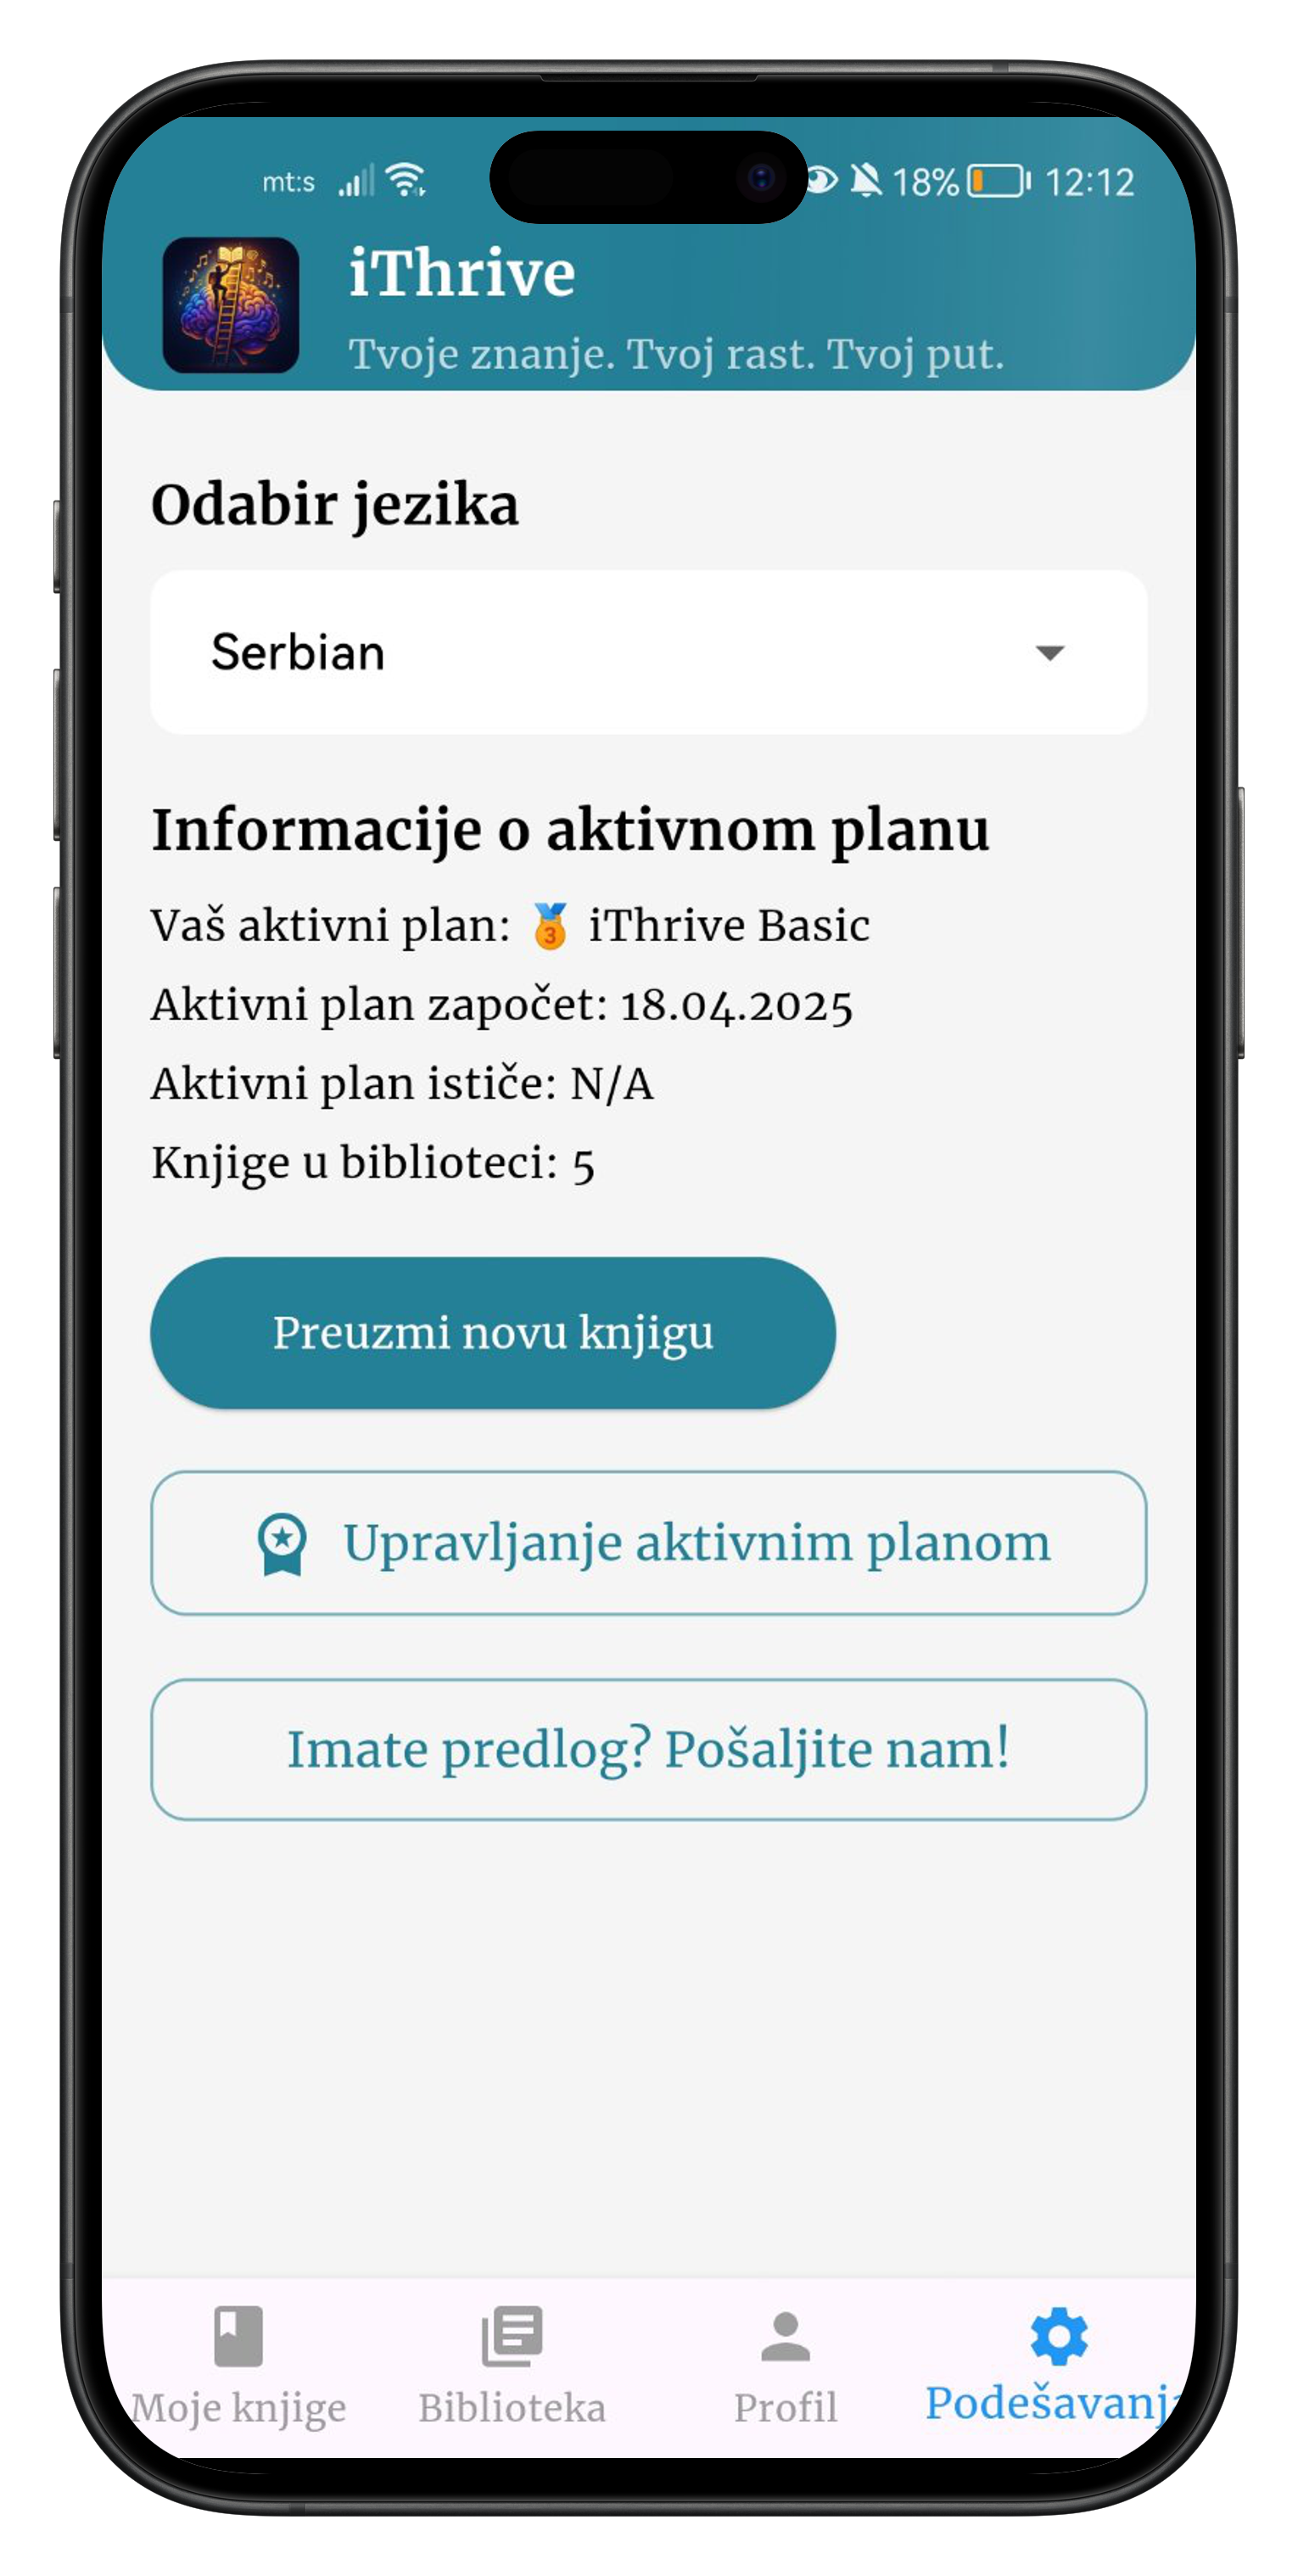 mt:s 18% 12:12
iThrive
Tvoje znanje. Tvoj rast. Tvoj put.
Odabir jezika
Serbian
Informacije o aktivnom planu
Vaš aktivni plan: 🥉 iThrive Basic
Aktivni plan započet: 18.04.2025
Aktivni plan ističe: N/A
Knjige u biblioteci: 5
Preuzmi novu knjigu
Upravljanje aktivnim planom
Imate predlog? Pošaljite nam!
Moje knjige Biblioteka Profil